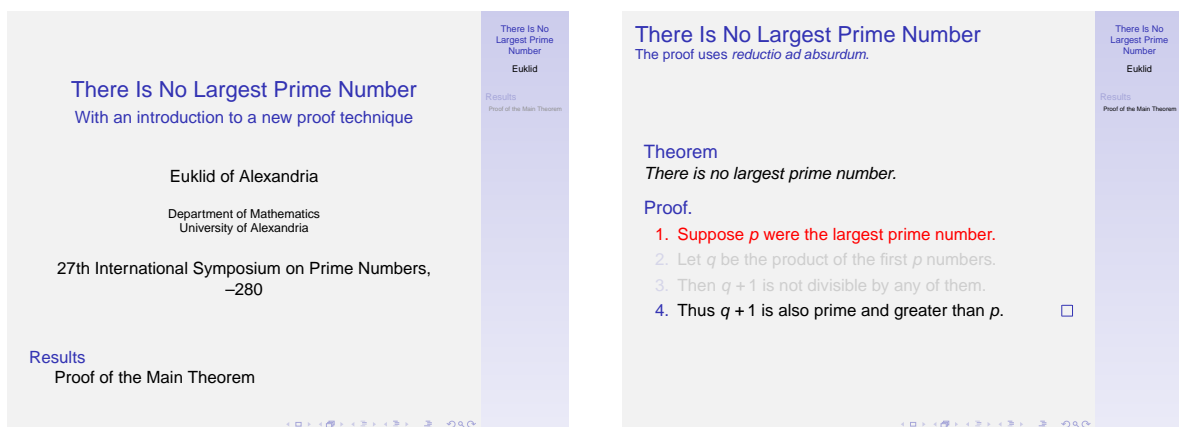 There Is No Largest Prime Number
With an introduction to a new proof technique
Euklid of Alexandria
Department of Mathematics
University of Alexandria
27th International Symposium on Prime Numbers,
–280
Results
Proof of the Main Theorem
There Is No
Largest Prime
Number
Euklid
Results
Proof of the Main Theorem
There Is No Largest Prime Number
The proof uses reductio ad absurdum.
Theorem
There is no largest prime number.
Proof.
1. Suppose p were the largest prime number.
2. Let q be the product of the first p numbers.
3. Then q + 1 is not divisible by any of them.
4. Thus q + 1 is also prime and greater than p. □
There Is No
Largest Prime
Number
Euklid
Results
Proof of the Main Theorem